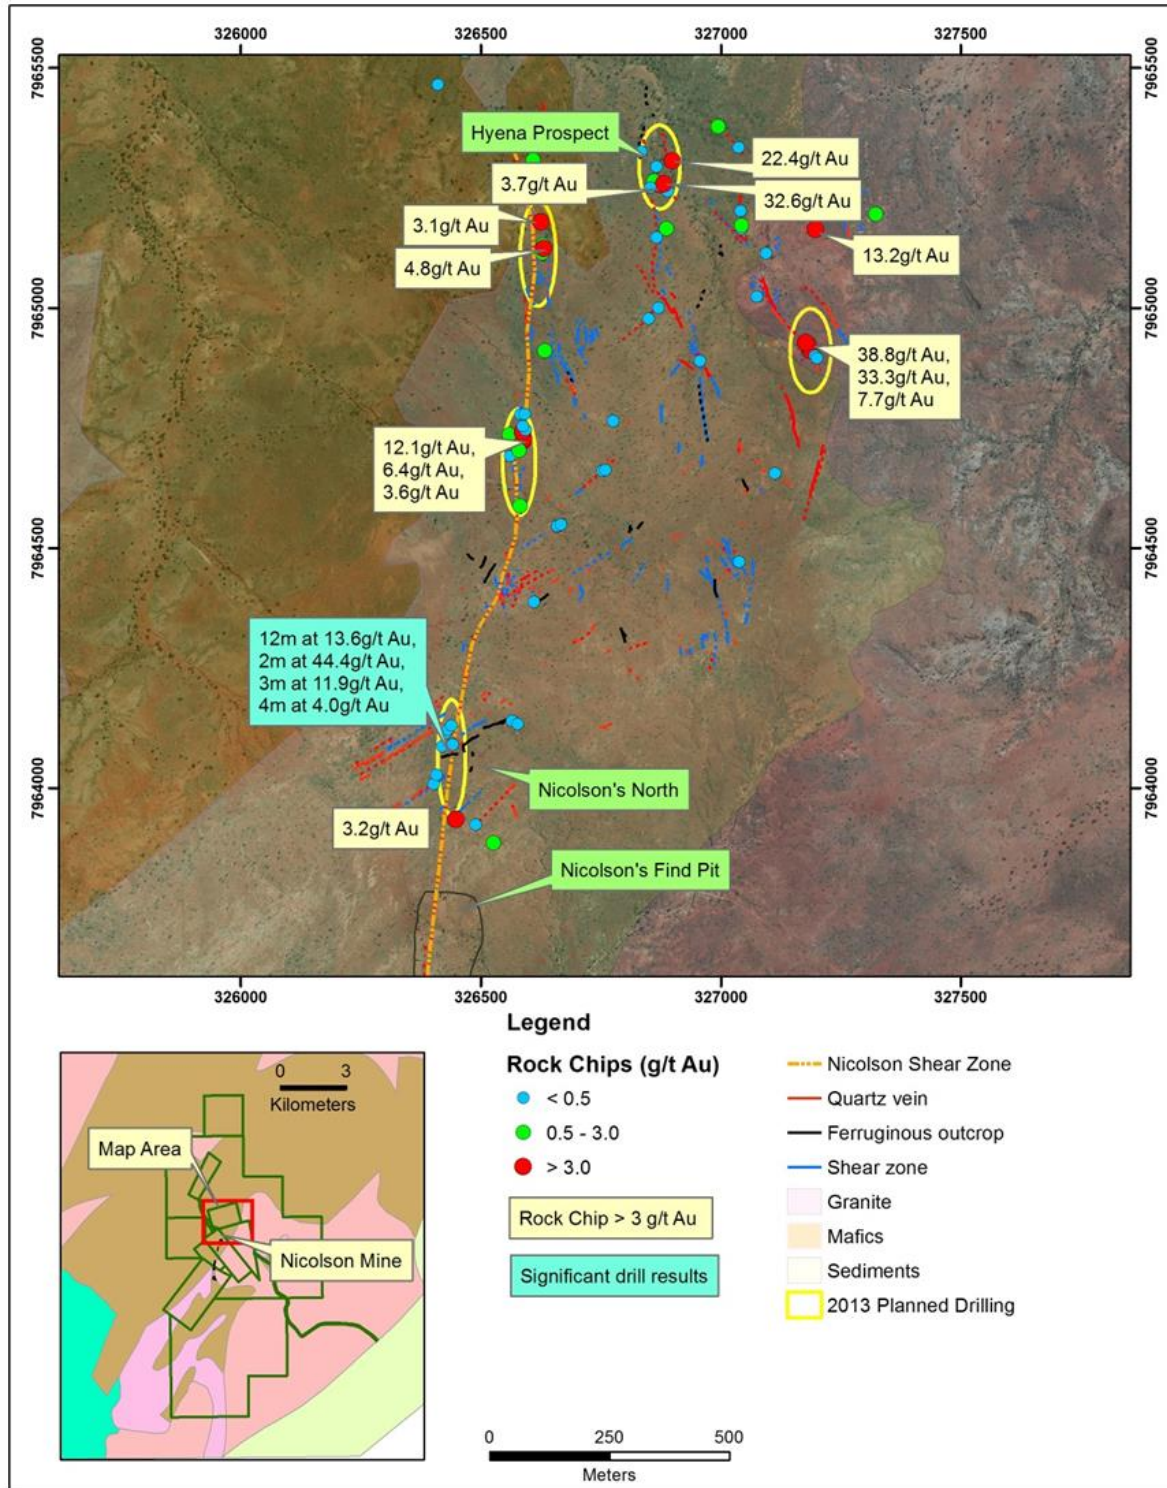 326000
326500
327000
327500
7965500
7965500
Hyena Prospect
22.4g/t Au
3.7g/t Au
32.6g/t Au
3.1g/t Au
13.2g/t Au
4.8g/t Au
7965000
7965000
38.8g/t Au,
33.3g/t Au,
7.7g/t Au
12.1g/t Au,
6.4g/t Au,
3.6g/t Au
7964500
7964500
12m at 13.6g/t Au,
2m at 44.4g/t Au,
3m at 11.9g/t Au,
4m at 4.0g/t Au
7964000
7964000
Nicolson's North
3.2g/t Au
Nicolson's Find Pit
326000
326500
327000
327500
Legend
Rock Chips (g/t Au)
< 0.5
0.5 - 3.0
> 3.0
Rock Chip > 3 g/t Au
Significant drill results
Nicolson Shear Zone
Quartz vein
Ferruginous outcrop
Shear zone
Granite
Mafics
Sediments
2013 Planned Drilling
0 3
Kilometers
Map Area
Nicolson Mine
0 250 500
Meters